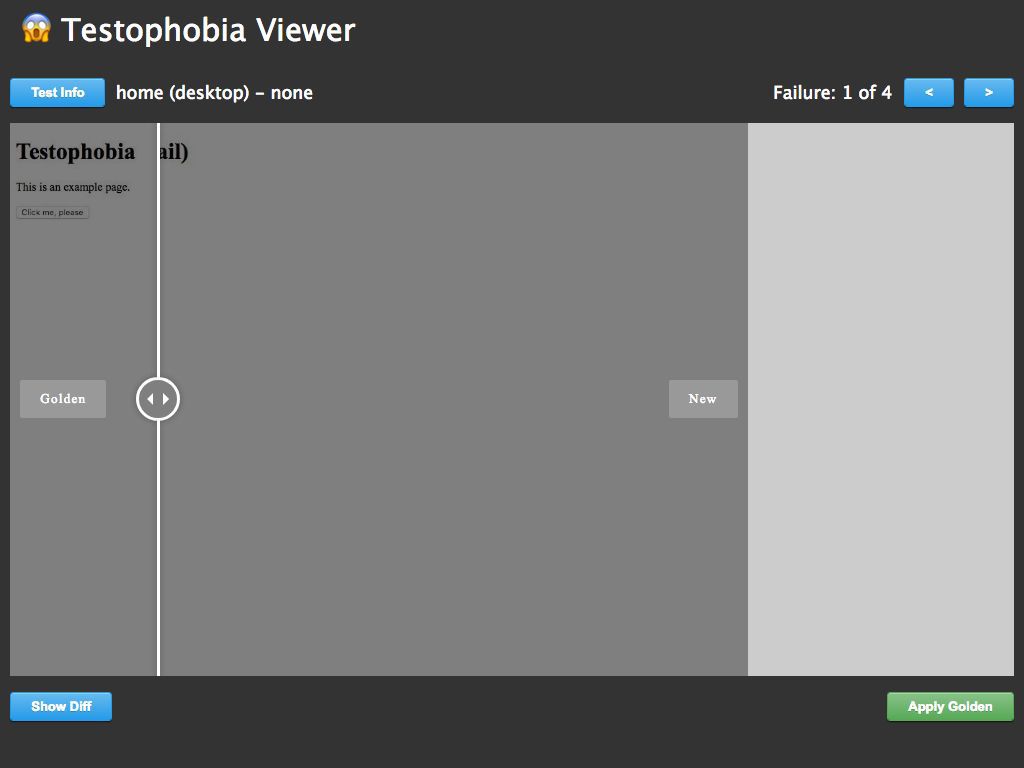 😱 Testophobia Viewer
Test Info home (desktop) – none Failure: 1 of 4 < >
Testophobia ail)
This is an example page.
Click me, please
Golden New
Show Diff Apply Golden